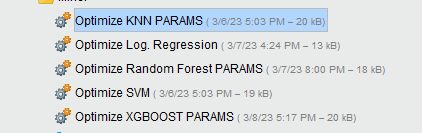 Optimize KNN PARAMS (3/6/23 5:03 PM – 20 kB)
Optimize Log. Regression (3/7/23 4:24 PM – 13 kB)
Optimize Random Forest PARAMS (3/7/23 8:00 PM – 18 kB)
Optimize SVM (3/6/23 5:03 PM – 19 kB)
Optimize XGBOOST PARAMS (3/8/23 5:17 PM – 20 kB)